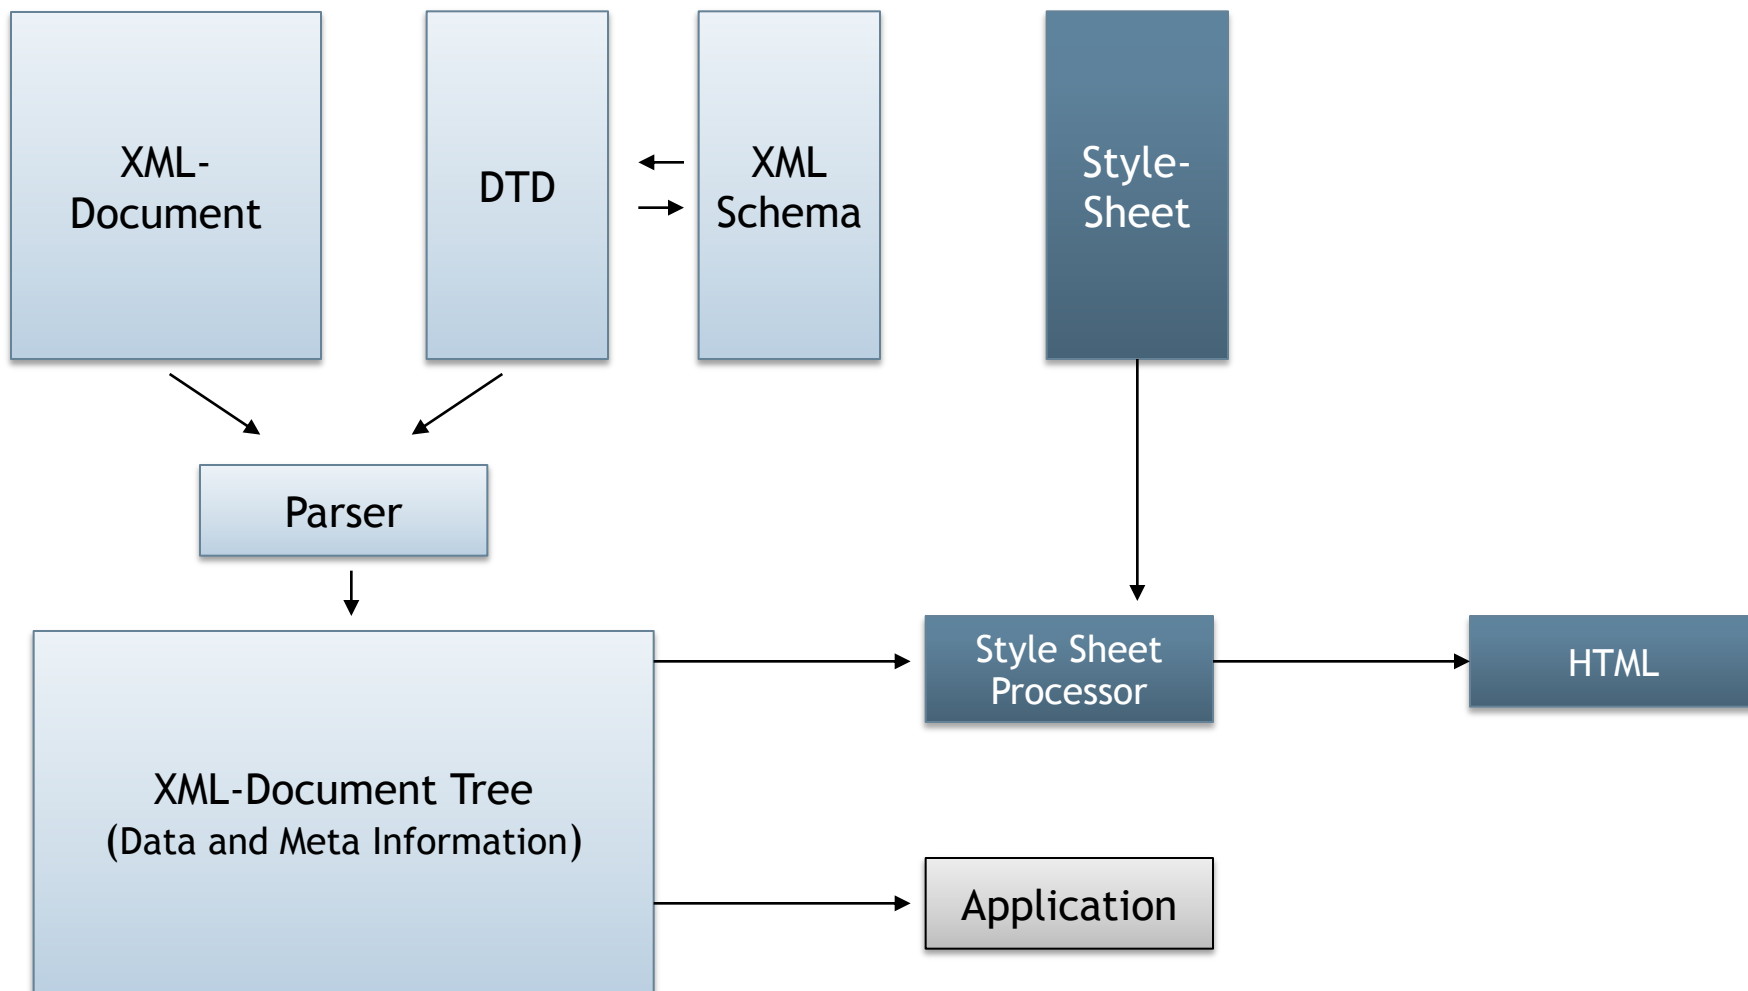 XML-
Document
DTD
XML
Schema
Style-
Sheet
Parser
XML-Document Tree
(Data and Meta Information)
Style Sheet
Processor
HTML
Application